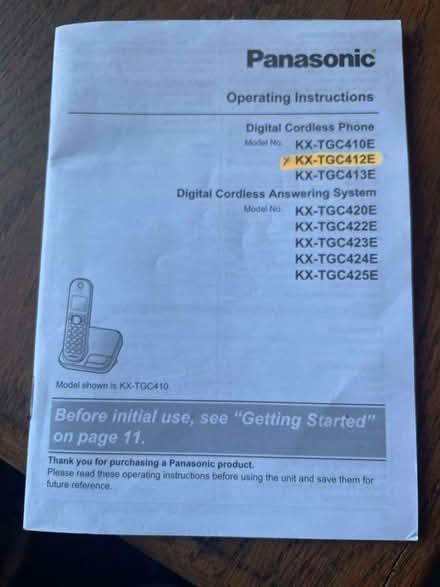 Panasonic
Operating Instructions
Digital Cordless Phone
Model No. KX-TGC410E
KX-TGC412E
KX-TGC413E
Digital Cordless Answering System
Model No. KX-TGC420E
KX-TGC422E
KX-TGC423E
KX-TGC424E
KX-TGC425E
Model shown is KX-TGC410.
Before initial use, see “Getting Started”
on page 11.
Thank you for purchasing a Panasonic product.
Please read these operating instructions before using the unit and save them for
future reference.